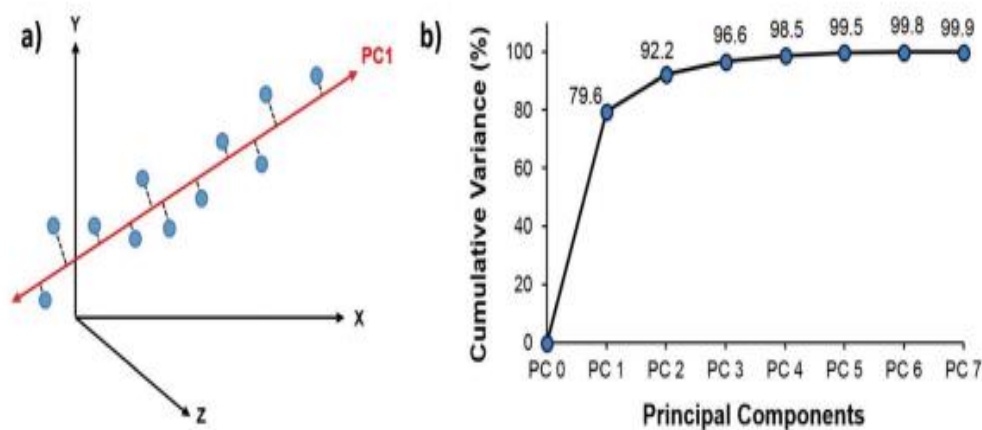 a)
Y
PC1
X
Z
b)
Cumulative Variance (%)
100
80
60
40
20
0
79.6
92.2
96.6
98.5
99.5
99.8
99.9
PC 0 PC 1 PC 2 PC 3 PC 4 PC 5 PC 6 PC 7
Principal Components